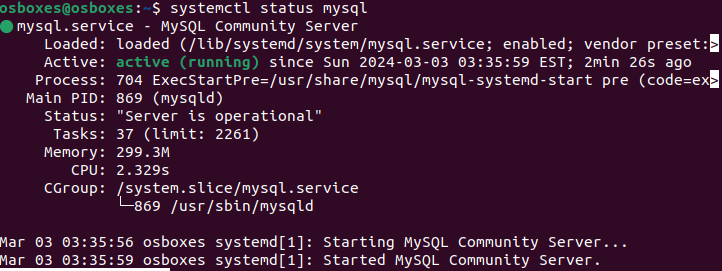 osboxes@osboxes:~$ systemctl status mysql
● mysql.service - MySQL Community Server
     Loaded: loaded (/lib/systemd/system/mysql.service; enabled; vendor preset:>
     Active: active (running) since Sun 2024-03-03 03:35:59 EST; 2min 26s ago
    Process: 704 ExecStartPre=/usr/share/mysql/mysql-systemd-start pre (code=ex>
   Main PID: 869 (mysqld)
     Status: "Server is operational"
      Tasks: 37 (limit: 2261)
     Memory: 299.3M
        CPU: 2.329s
     CGroup: /system.slice/mysql.service
             └─869 /usr/sbin/mysqld

Mar 03 03:35:56 osboxes systemd[1]: Starting MySQL Community Server...
Mar 03 03:35:59 osboxes systemd[1]: Started MySQL Community Server.